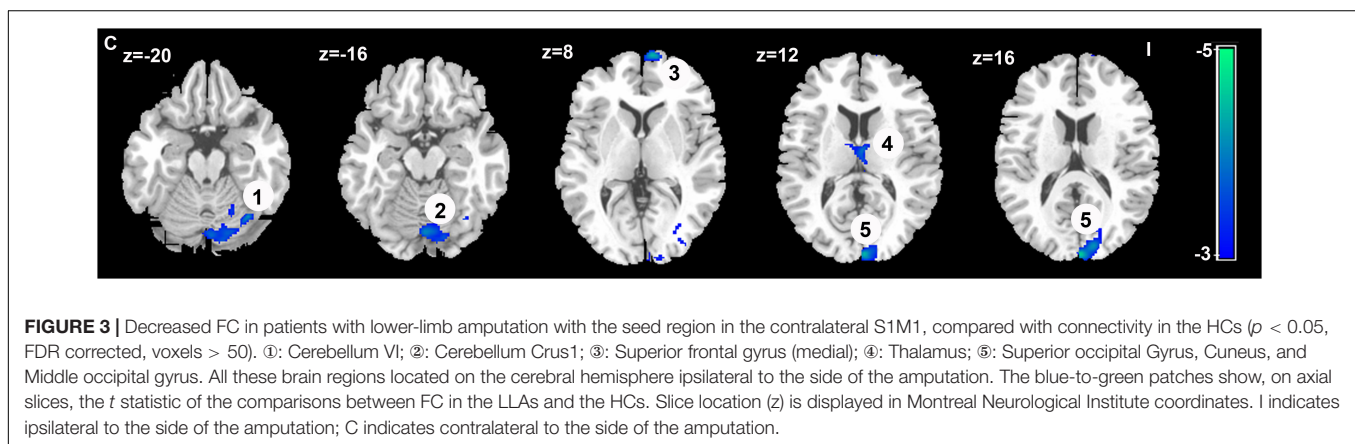 C z=-20 z=-16 z=8 z=12 z=16 I -5
3
4
1
2
5 5
-3
FIGURE 3 | Decreased FC in patients with lower-limb amputation with the seed region in the contralateral S1M1, compared with connectivity in the HCs (p < 0.05,
FDR corrected, voxels > 50). ①: Cerebellum VI; ②: Cerebellum Crus1; ③: Superior frontal gyrus (medial); ④: Thalamus; ⑤: Superior occipital Gyrus, Cuneus, and
Middle occipital gyrus. All these brain regions located on the cerebral hemisphere ipsilateral to the side of the amputation. The blue-to-green patches show, on axial
slices, the t statistic of the comparisons between FC in the LLAs and the HCs. Slice location (z) is displayed in Montreal Neurological Institute coordinates. I indicates
ipsilateral to the side of the amputation; C indicates contralateral to the side of the amputation.